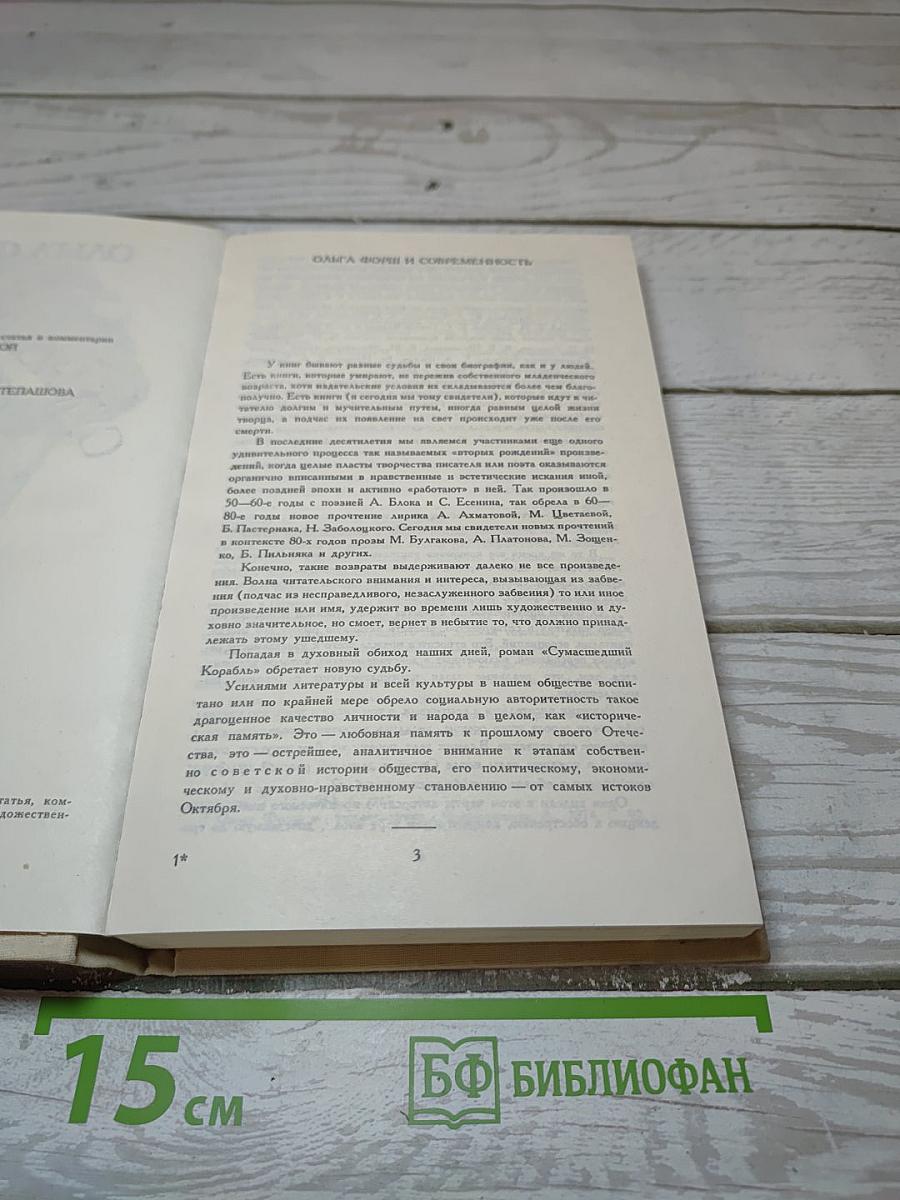 статья и комментарии
ТЕПАШОВА
татья, ком-
дожествен-
ОЛЬГА ФОРШ И СОВРЕМЕННОСТЬ
У книг бывают разные судьбы и свои биографии, как и у людей.
Есть книги, которые умирают, не пережив собственного младенческого
возраста, хотя издательские условия их складываются более чем благо-
получно. Есть книги (и сегодня мы тому свидетели), которые идут к чи-
тателю долгим и мучительным путем, иногда равным целой жизни
творца, а подчас их появление на свет происходит уже после его
смерти.
В последние десятилетия мы являемся участниками еще одного
удивительного процесса так называемых «вторых рождений» произве-
дений, когда целые пласты творчества писателя или поэта оказываются
органично вписанными в нравственные и эстетические искания иной,
более поздней эпохи и активно «работают» в ней. Так произошло в
50—60-е годы с поэзией А. Блока и С. Есенина, так обрела в 60—
80-е годы новое прочтение лирика А. Ахматовой, М. Цветаевой,
Б. Пастернака, Н. Заболоцкого. Сегодня мы свидетели новых прочтений
в контексте 80-х годов прозы М. Булгакова, А. Платонова, М. Зощен-
ко, Б. Пильняка и других.
Конечно, такие возвраты выдерживают далеко не все произведе-
ния. Волна читательского внимания и интереса, вызывающая из забве-
ния (подчас из несправедливого, незаслуженного забвения) то или иное
произведение или имя, удержит во времени лишь художественно и ду-
ховно значительное, но смоет, вернет в небытие то, что должно принад-
лежать этому ушедшему.
Попадая в духовный обиход наших дней, роман «Сумасшедший
Корабль» обретает новую судьбу.
Усилиями литературы и всей культуры в нашем обществе воспи-
тано или по крайней мере обрело социальную авторитетность такое
драгоценное качество личности и народа в целом, как «историче-
ская память». Это — любовная память к прошлому своего Отече-
ства, это — острейшее, аналитичное внимание к этапам собствен-
но советской истории общества, его политическому, экономи-
ческому и духовно-нравственному становлению — от самых истоков
Октября.
1*
3
15 см
БФ БИБЛИОФАН